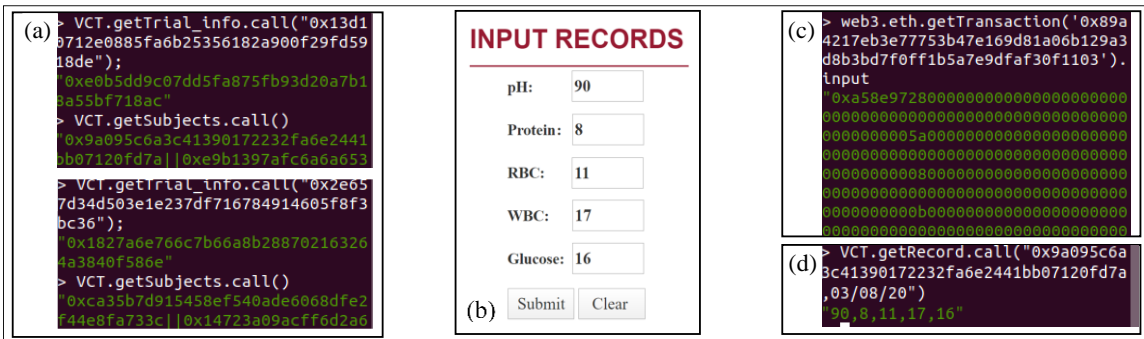 (a)
> VCT.getTrial_info.call("0x13d1
0712e0885fa6b25356182a900f29fd59
18de");
"0xe0b5dd9c07dd5fa875fb93d20a7b1
8a55bf718ac"
> VCT.getSubjects.call()
"0x9a095c6a3c41390172232fa6e2441
bb07120fd7a||0xe9b1397afc6a6a653
> VCT.getTrial_info.call("0x2e65
7d34d503e1e237df716784914605f8f3
bc36");
"0x1827a6e766c7b66a8b28870216326
4a3840f586e"
> VCT.getSubjects.call()
"0xca35b7d915458ef540ade6068dfe2
f44e8fa733c||0x14723a09acff6d2a6
INPUT RECORDS
pH: 90
Protein: 8
RBC: 11
WBC: 17
Glucose: 16
(b) Submit Clear
(c)
> web3.eth.getTransaction('0x89a
4217eb3e77753b47e169d81a06b129a3
d8b3bd7f0ff1b5a7e9dfaf30f1103').
input
"0xa58e9728000000000000000000000
00000000000000000000000000000000
0000000005a000000000000000000000
00000000000000000000000000000000
00000000008000000000000000000000
00000000000000000000000000000000
0000000000b000000000000000000000
00000000000000000000000000000000
(d)
> VCT.getRecord.call("0x9a095c6a
3c41390172232fa6e2441bb07120fd7a
,03/08/20")
"90,8,11,17,16"